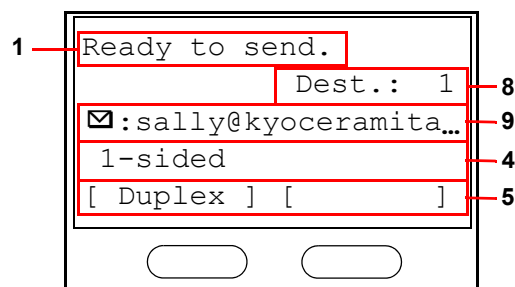 1
Ready to send.
Dest.: 1
8
:sally@kyoceramita…
9
1-sided
4
[ Duplex ] [ ]
5